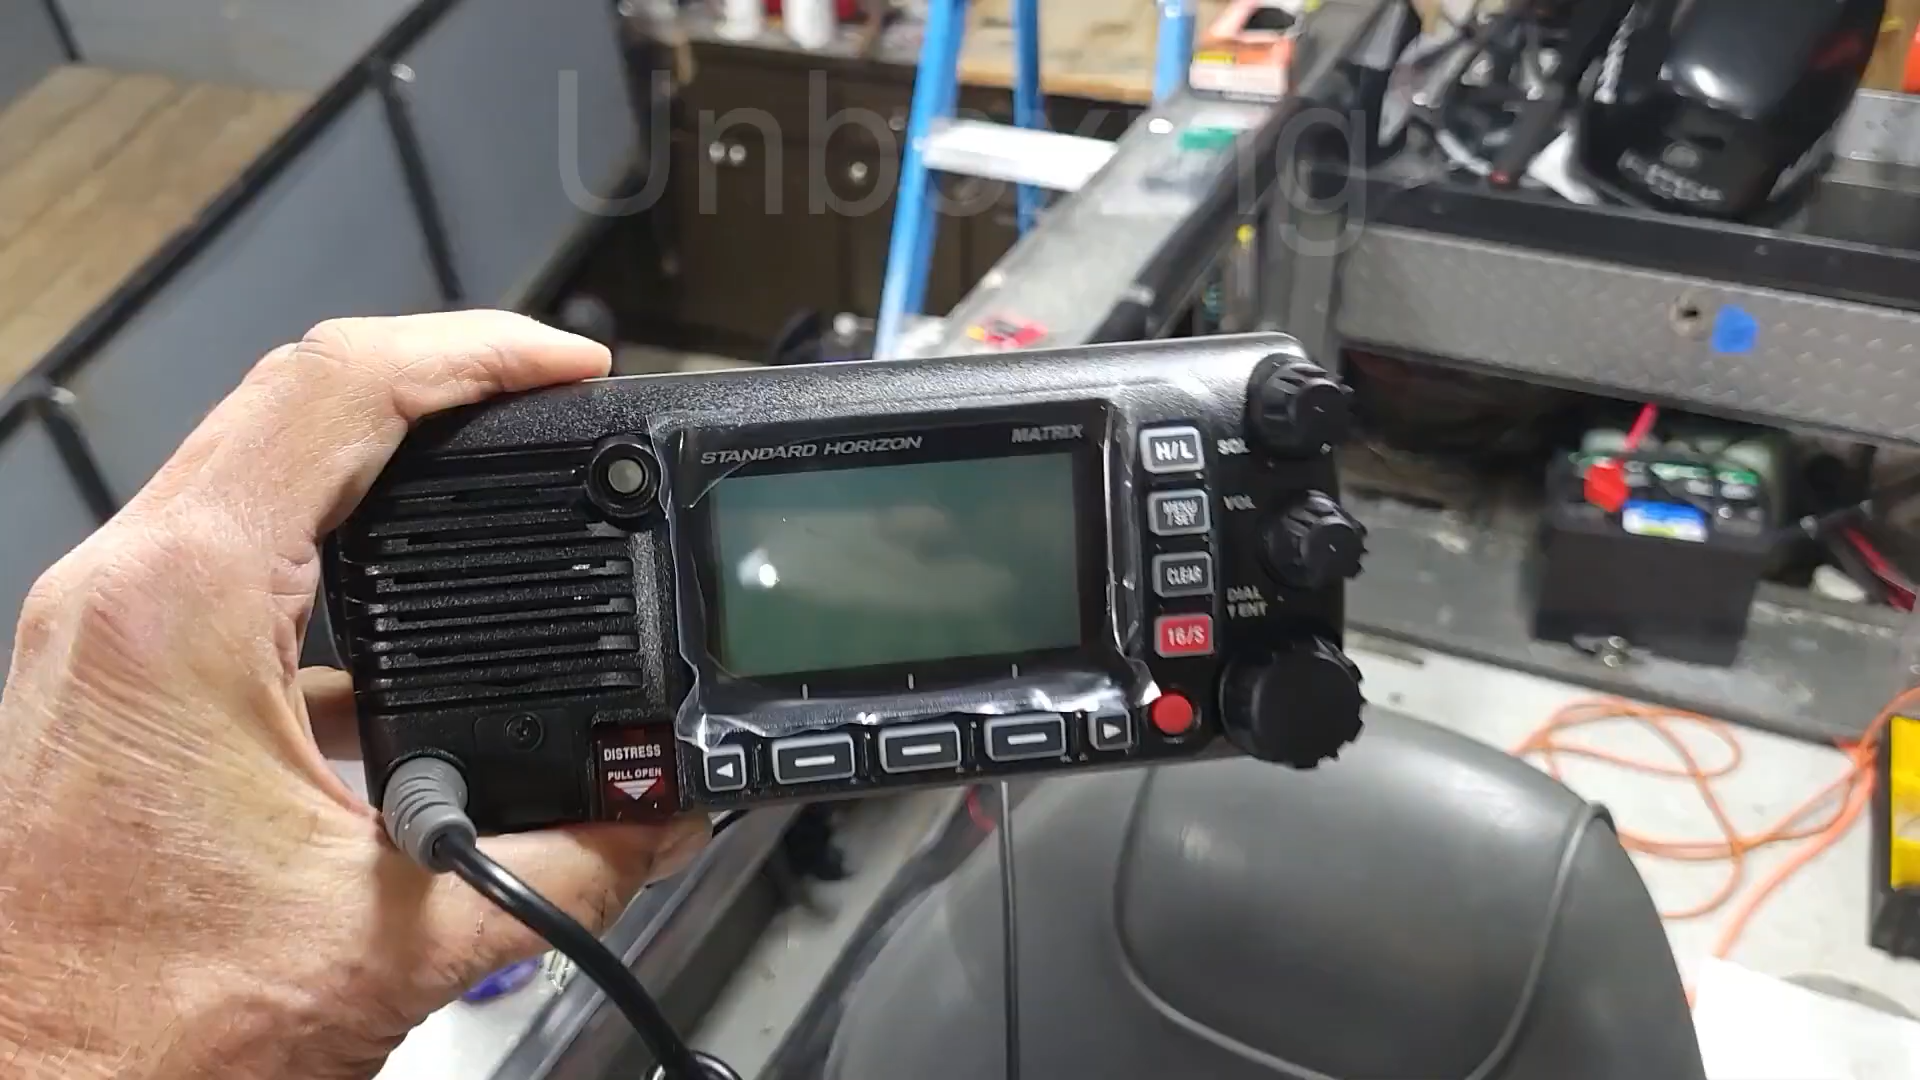 Unboxing
STANDARD HORIZON
MATRIX
H/L
SQL
MENU
/SET
VOL
CLEAR
DIAL
ENT
16/S
DISTRESS
PULL OPEN